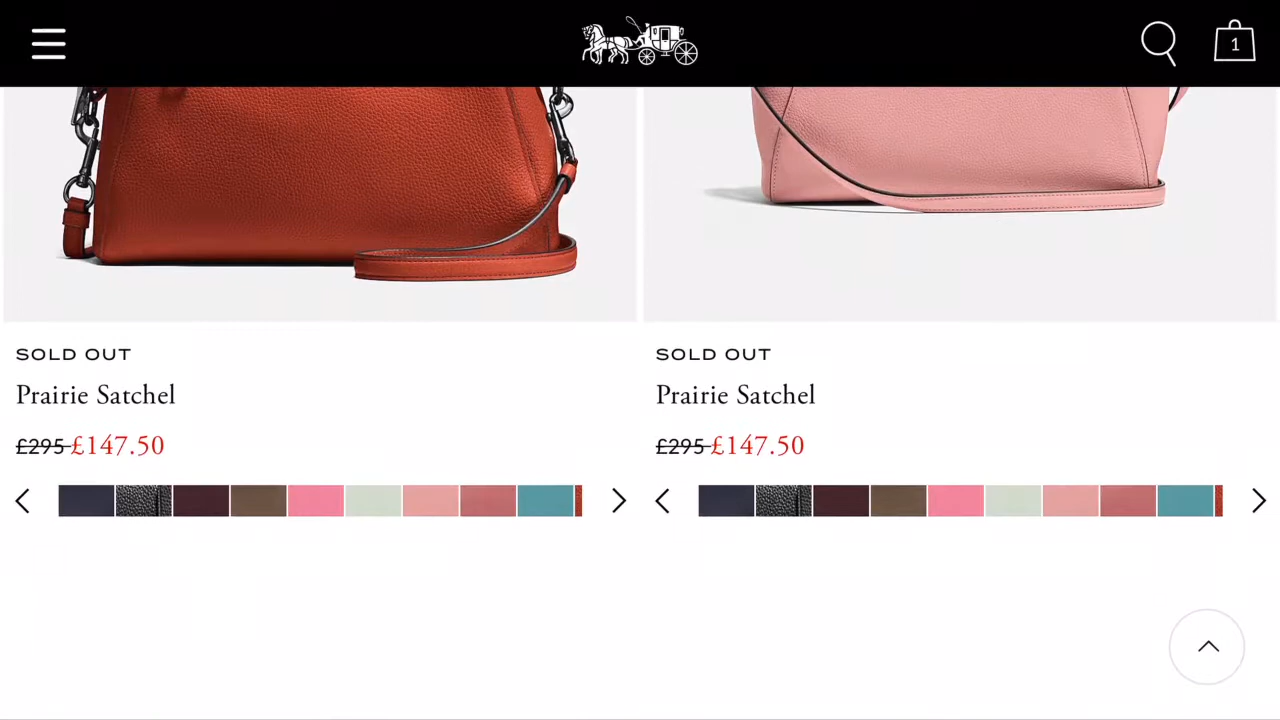 1
SOLD OUT
Prairie Satchel
£295 £147.50
SOLD OUT
Prairie Satchel
£295 £147.50